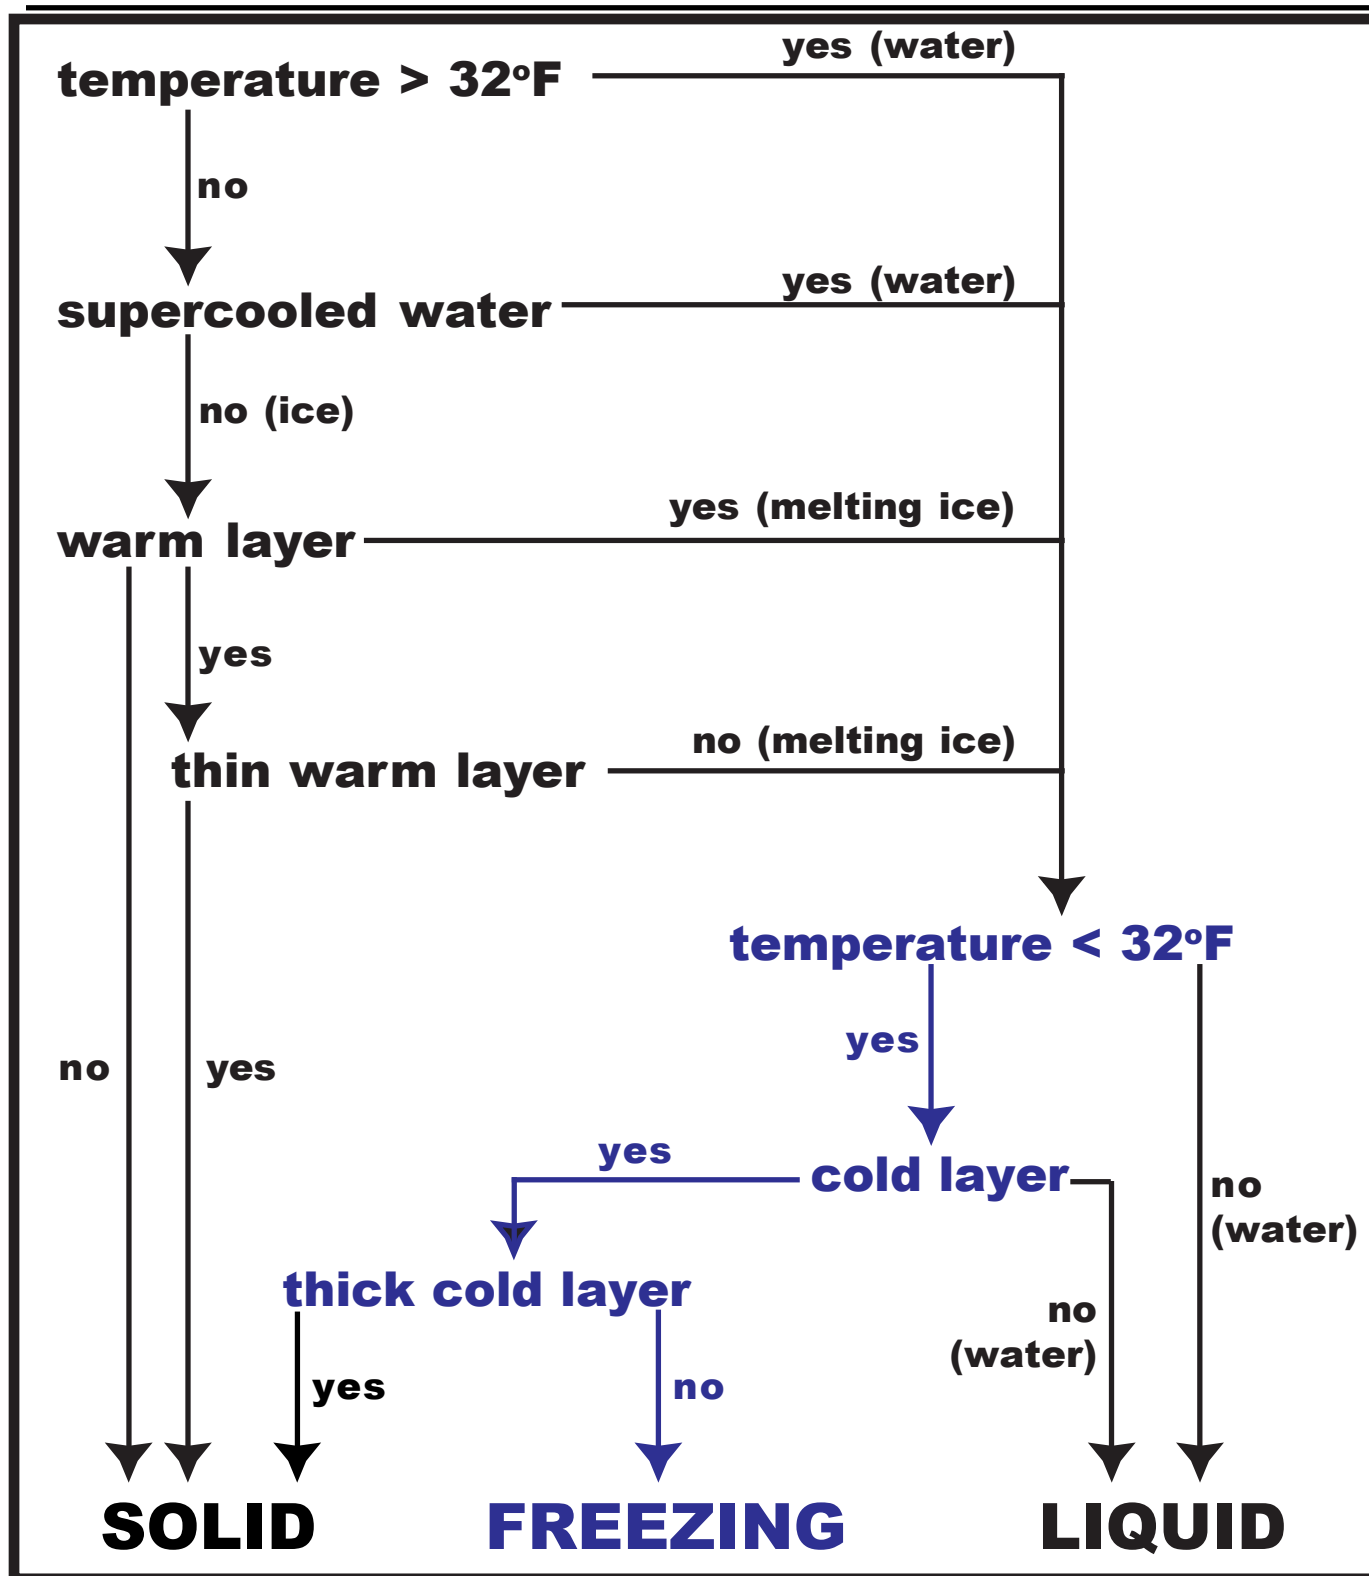 yes (water)
temperature > 32ºF
no
yes (water)
supercooled water
no (ice)
yes (melting ice)
warm layer
yes
no (melting ice)
thin warm layer
temperature < 32ºF
yes
no
yes
yes
cold layer
no
(water)
thick cold layer
no
(water)
yes
no
SOLID
FREEZING
LIQUID